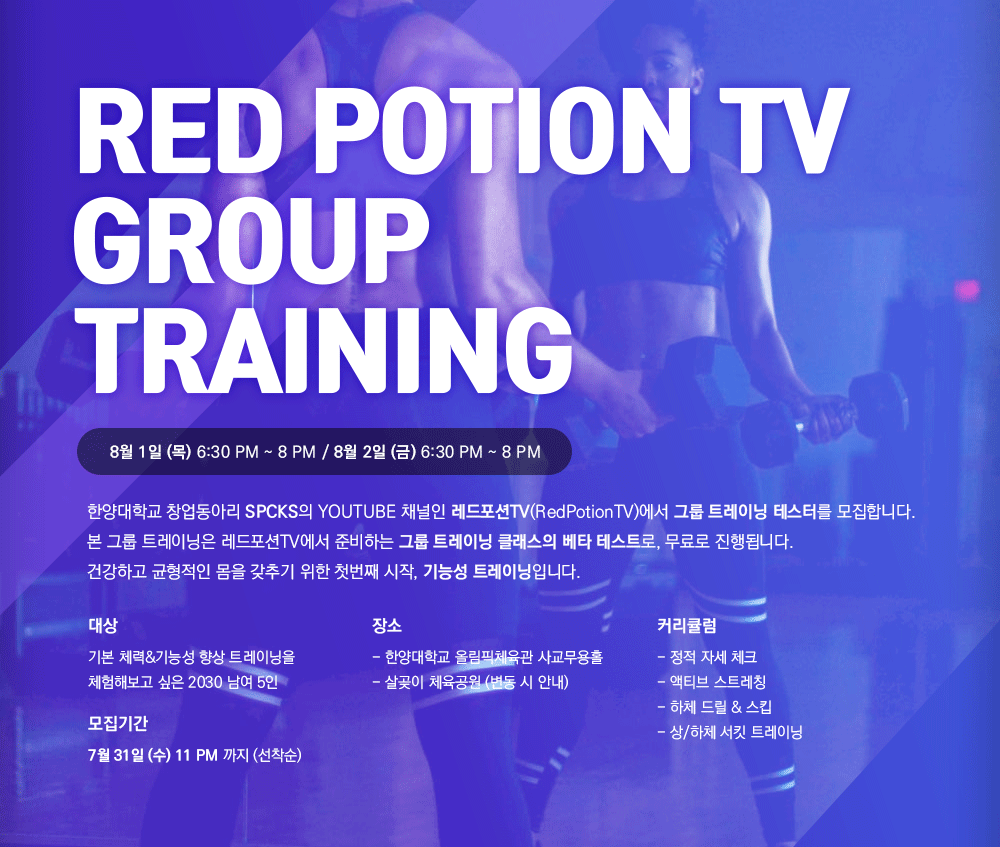 RED POTION TV
GROUP
TRAINING
8월 1일 (목) 6:30 PM ~ 8 PM / 8월 2일 (금) 6:30 PM ~ 8 PM
한양대학교 창업동아리 SPCKS의 YOUTUBE 채널인 레드포션TV(RedPotionTV)에서 그룹 트레이닝 테스터를 모집합니다.
본 그룹 트레이닝은 레드포션TV에서 준비하는 그룹 트레이닝 클래스의 베타 테스트로, 무료로 진행됩니다.
건강하고 균형적인 몸을 갖추기 위한 첫번째 시작, 기능성 트레이닝입니다.
대상
기본 체력&기능성 향상 트레이닝을
체험해보고 싶은 2030 남여 5인
모집기간
7월 31일 (수) 11 PM 까지 (선착순)
장소
– 한양대학교 올림픽체육관 사교무용홀
– 살곶이 체육공원 (변동 시 안내)
커리큘럼
– 정적 자세 체크
– 액티브 스트레칭
– 하체 드릴 & 스킵
– 상/하체 서킷 트레이닝